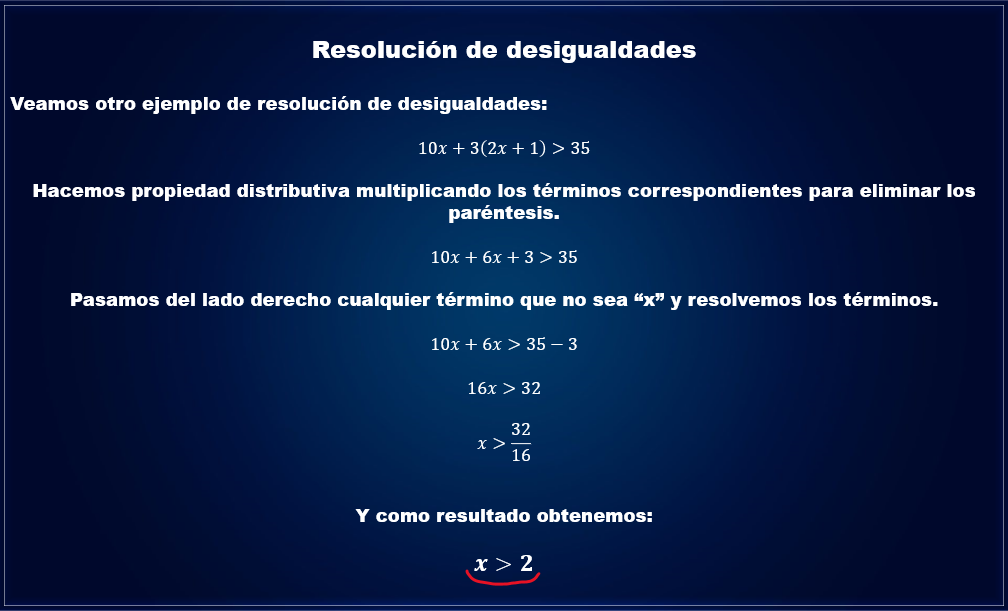 Resolución de desigualdades
Veamos otro ejemplo de resolución de desigualdades:
10x + 3(2x + 1) > 35
Hacemos propiedad distributiva multiplicando los términos correspondientes para eliminar los
paréntesis.
10x + 6x + 3 > 35
Pasamos del lado derecho cualquier término que no sea “x” y resolvemos los términos.
10x + 6x > 35 − 3
16x > 32
x > 32/16
Y como resultado obtenemos:
x > 2